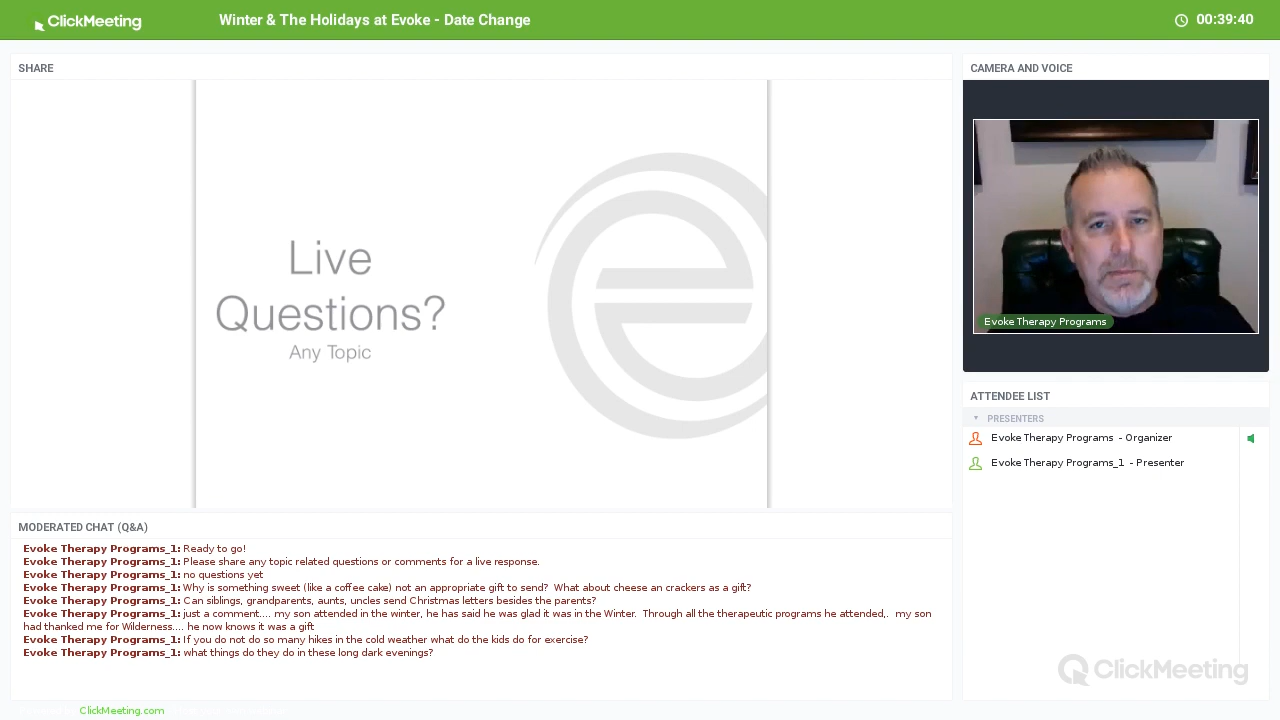 ClickMeeting
Winter & The Holidays at Evoke - Date Change
00:39:40
SHARE
Live
Questions?
Any Topic
CAMERA AND VOICE
Evoke Therapy Programs
ATTENDEE LIST
PRESENTERS
Evoke Therapy Programs - Organizer
Evoke Therapy Programs_1 - Presenter
MODERATED CHAT (Q&A)
Evoke Therapy Programs_1: Ready to go!
Evoke Therapy Programs_1: Please share any topic related questions or comments for a live response.
Evoke Therapy Programs_1: no questions yet
Evoke Therapy Programs_1: Why is something sweet (like a coffee cake) not an appropriate gift to send? What about cheese an crackers as a gift?
Evoke Therapy Programs_1: Can siblings, grandparents, aunts, uncles send Christmas letters besides the parents?
Evoke Therapy Programs_1: just a comment.... my son attended in the winter, he has said he was glad it was in the Winter. Through all the therapeutic programs he attended,. my son
had thanked me for Wilderness.... he now knows it was a gift
Evoke Therapy Programs_1: If you do not do so many hikes in the cold weather what do the kids do for exercise?
Evoke Therapy Programs_1: what things do they do in these long dark evenings?
ClickMeeting
ClickMeeting.com